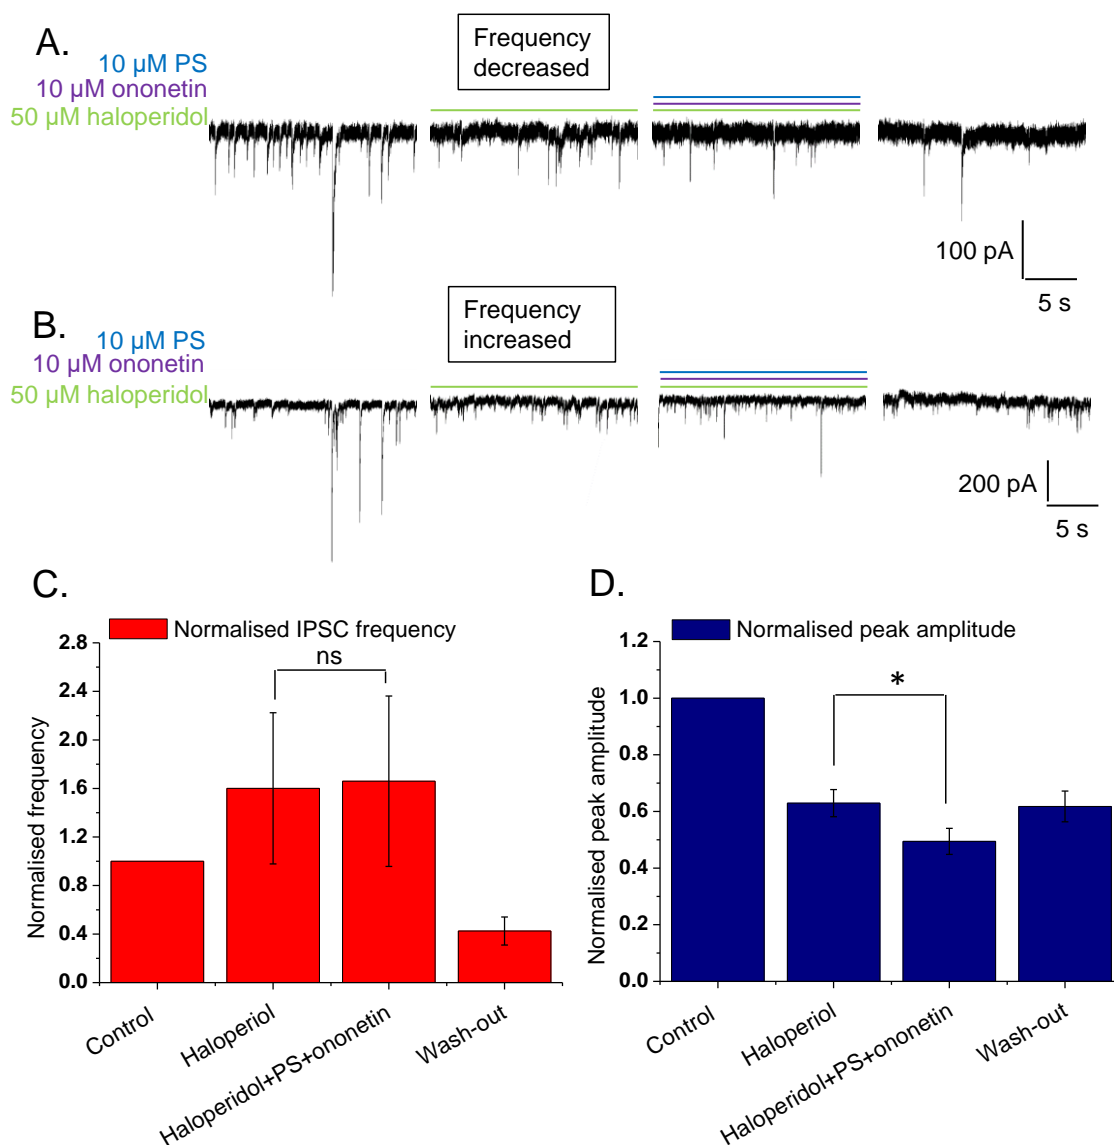 A.
Frequency
decreased
10 µM PS
10 µM ononetin
50 µM haloperidol
100 pA
5 s
B.
Frequency
increased
10 µM PS
10 µM ononetin
50 µM haloperidol
200 pA
5 s
C.
Normalised IPSC frequency
ns
Normalised frequency
2.8
2.4
2.0
1.6
1.2
0.8
0.4
0.0
Control
Haloperiol
Haloperidol+PS+ononetin
Wash-out
D.
Normalised peak amplitude
*
Normalised peak amplitude
1.2
1.0
0.8
0.6
0.4
0.2
0.0
Control
Haloperiol
Haloperidol+PS+ononetin
Wash-out